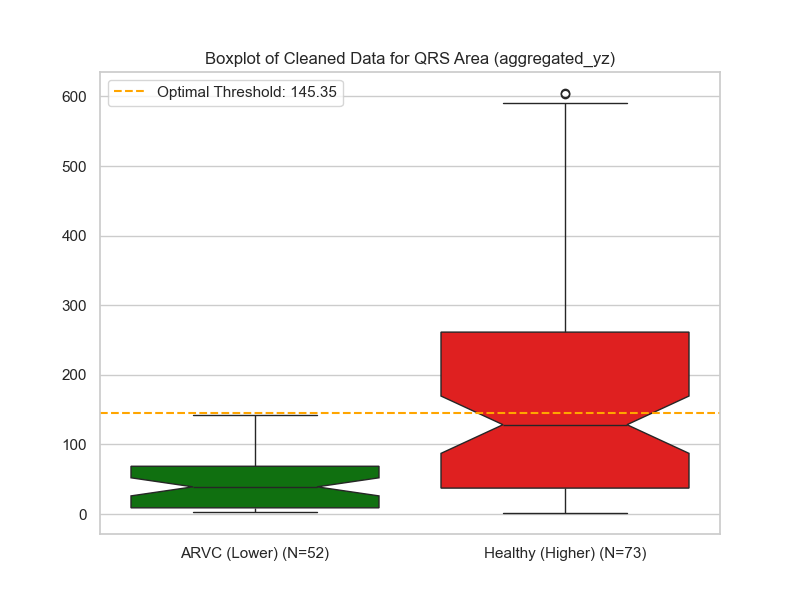 Boxplot of Cleaned Data for QRS Area (aggregated_yz)
Optimal Threshold: 145.35
600
500
400
300
200
100
0
ARVC (Lower) (N=52)
Healthy (Higher) (N=73)